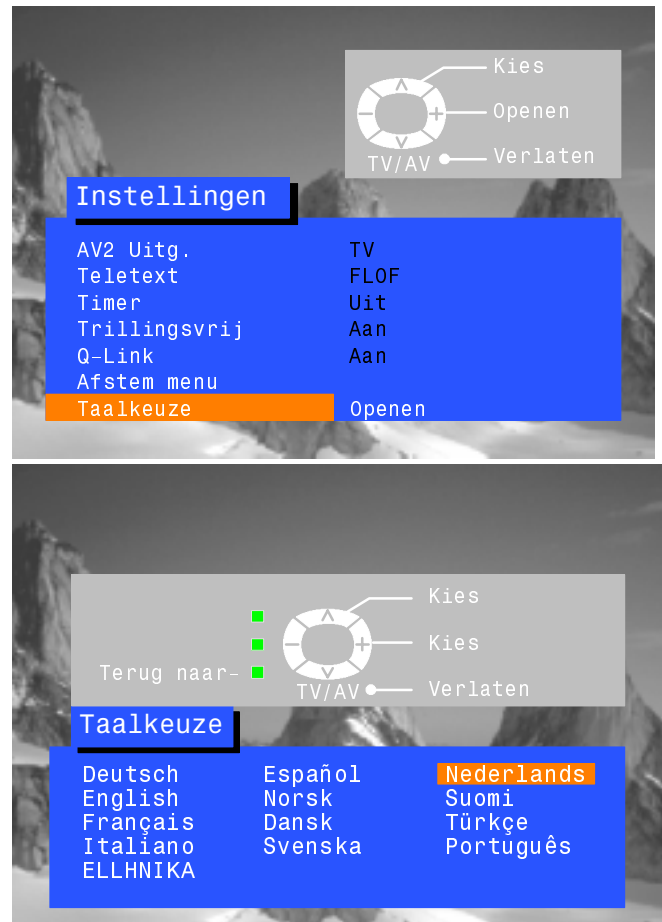 Kies
Openen
TV/AV Verlaten
Instellingen
AV2 Uitg. TV
Teletext FLOF
Timer Uit
Trillingsvrij Aan
Q-Link Aan
Afstem menu
Taalkeuze Openen
Kies
Kies
Terug naar-
TV/AV Verlaten
Taalkeuze
Deutsch Español Nederlands
English Norsk Suomi
Français Dansk Türkçe
Italiano Svenska Português
ELLHNIKA